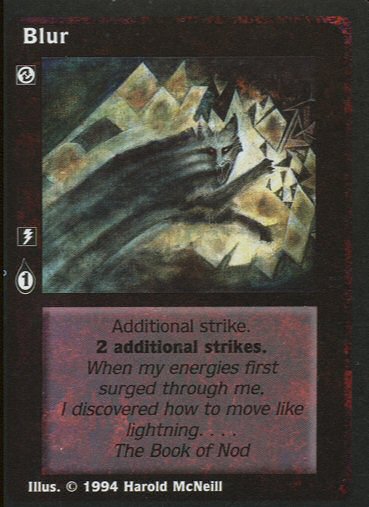 Blur
1
Additional strike.
2 additional strikes.
When my energies first
surged through me,
I discovered how to move like
lightning. . . .
The Book of Nod
Illus. © 1994 Harold McNeill